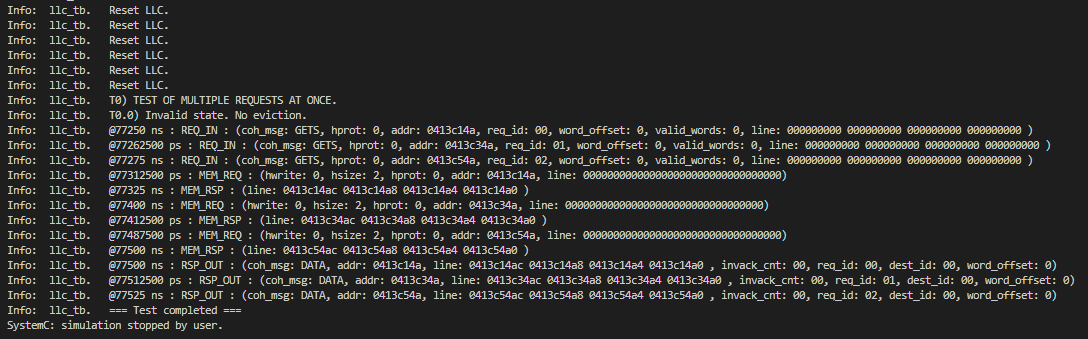 Info:  llc_tb.   Reset LLC.
Info:  llc_tb.   Reset LLC.
Info:  llc_tb.   Reset LLC.
Info:  llc_tb.   Reset LLC.
Info:  llc_tb.   Reset LLC.
Info:  llc_tb.   Reset LLC.
Info:  llc_tb.   T0) TEST OF MULTIPLE REQUESTS AT ONCE.
Info:  llc_tb.   T0.0) Invalid state. No eviction.
Info:  llc_tb.   @77250 ns : REQ_IN : (coh_msg: GETS, hprot: 0, addr: 0413c14a, req_id: 00, word_offset: 0, valid_words: 0, line: 000000000 000000000 000000000 000000000 )
Info:  llc_tb.   @77262500 ps : REQ_IN : (coh_msg: GETS, hprot: 0, addr: 0413c34a, req_id: 01, word_offset: 0, valid_words: 0, line: 000000000 000000000 000000000 000000000 )
Info:  llc_tb.   @77275 ns : REQ_IN : (coh_msg: GETS, hprot: 0, addr: 0413c54a, req_id: 02, word_offset: 0, valid_words: 0, line: 000000000 000000000 000000000 000000000 )
Info:  llc_tb.   @77312500 ps : MEM_REQ : (hwrite: 0, hsize: 2, hprot: 0, addr: 0413c14a, line: 000000000000000000000000000000000)
Info:  llc_tb.   @77325 ns : MEM_RSP : (line: 0413c14ac 0413c14a8 0413c14a4 0413c14a0 )
Info:  llc_tb.   @77400 ns : MEM_REQ : (hwrite: 0, hsize: 2, hprot: 0, addr: 0413c34a, line: 000000000000000000000000000000000)
Info:  llc_tb.   @77412500 ps : MEM_RSP : (line: 0413c34ac 0413c34a8 0413c34a4 0413c34a0 )
Info:  llc_tb.   @77487500 ps : MEM_REQ : (hwrite: 0, hsize: 2, hprot: 0, addr: 0413c54a, line: 000000000000000000000000000000000)
Info:  llc_tb.   @77500 ns : MEM_RSP : (line: 0413c54ac 0413c54a8 0413c54a4 0413c54a0 )
Info:  llc_tb.   @77500 ns : RSP_OUT : (coh_msg: DATA, addr: 0413c14a, line: 0413c14ac 0413c14a8 0413c14a4 0413c14a0 , invack_cnt: 00, req_id: 00, dest_id: 00, word_offset: 0)
Info:  llc_tb.   @77512500 ps : RSP_OUT : (coh_msg: DATA, addr: 0413c34a, line: 0413c34ac 0413c34a8 0413c34a4 0413c34a0 , invack_cnt: 00, req_id: 01, dest_id: 00, word_offset: 0)
Info:  llc_tb.   @77525 ns : RSP_OUT : (coh_msg: DATA, addr: 0413c54a, line: 0413c54ac 0413c54a8 0413c54a4 0413c54a0 , invack_cnt: 00, req_id: 02, dest_id: 00, word_offset: 0)
Info:  llc_tb.   === Test completed ===
SystemC: simulation stopped by user.